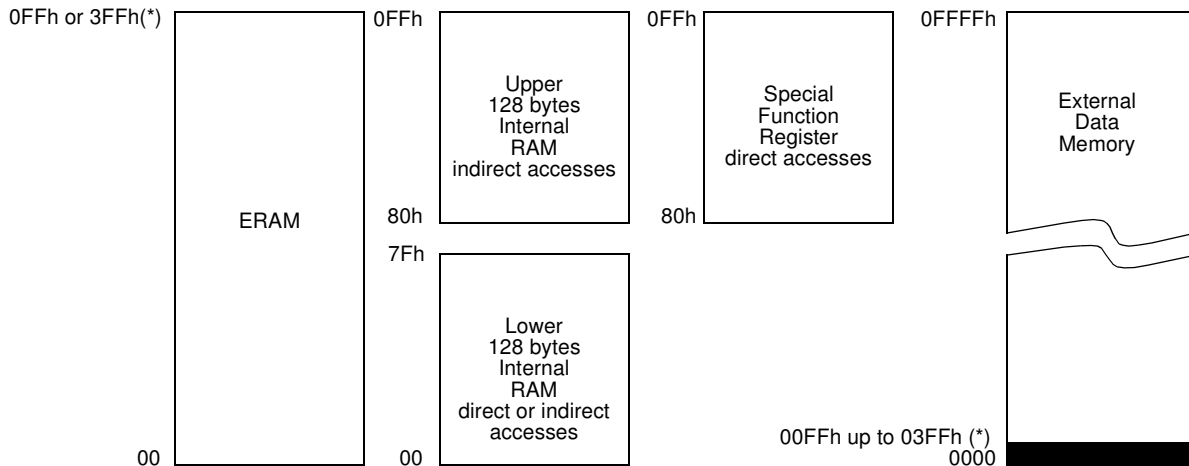 0FFh or 3FFh(*)
ERAM
00
0FFh
Upper
128 bytes
Internal
RAM
indirect accesses
80h
7Fh
Lower
128 bytes
Internal
RAM
direct or indirect
accesses
00
0FFh
Special
Function
Register
direct accesses
80h
0FFFFh
External
Data
Memory
00FFh up to 03FFh (*)
0000